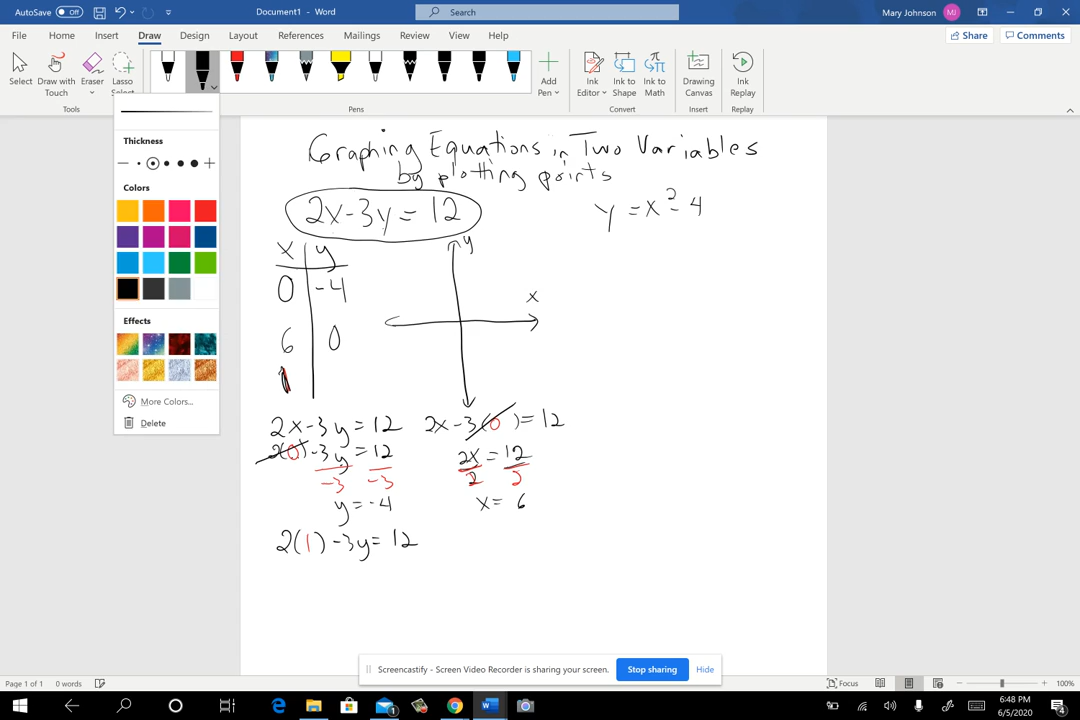 AutoSave Off Document1 - Word Search Mary Johnson MJ
File Home Insert Draw Design Layout References Mailings Review View Help Share Comments
Select Draw with Touch Eraser Lasso Select Add Pen Ink Editor Ink to Shape Ink to Math Drawing Canvas Ink Replay
Tools Pens Convert Insert Replay
Thickness
Colors
Effects
More Colors...
Delete
Graphing Equations in Two Variables
by plotting points
2x-3y = 12
y = x²-4
x y
0 -4
6 0
1
y
x
2x-3y=12 2x-3(0)=12
2(0)-3y=12 2x=12
-3 -3 2 2
y=-4 x=6
2(1)-3y=12
Screencastify - Screen Video Recorder is sharing your screen. Stop sharing Hide
Page 1 of 1 0 words Focus 100%
6:48 PM
6/5/2020
1
4